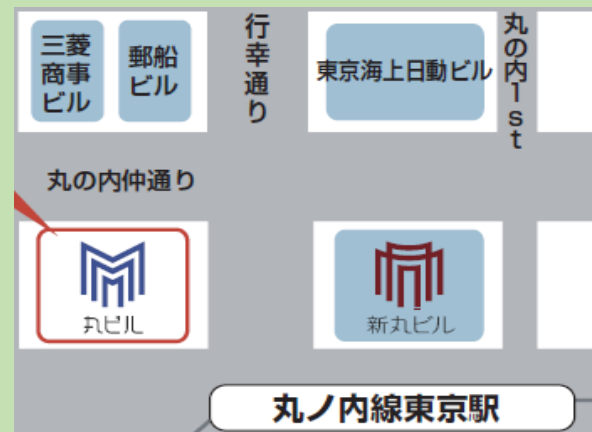 三菱
商事
ビル
郵船
ビル
行幸通り
東京海上日動ビル
丸の内1st
丸の内仲通り
丸ビル
新丸ビル
丸ノ内線東京駅